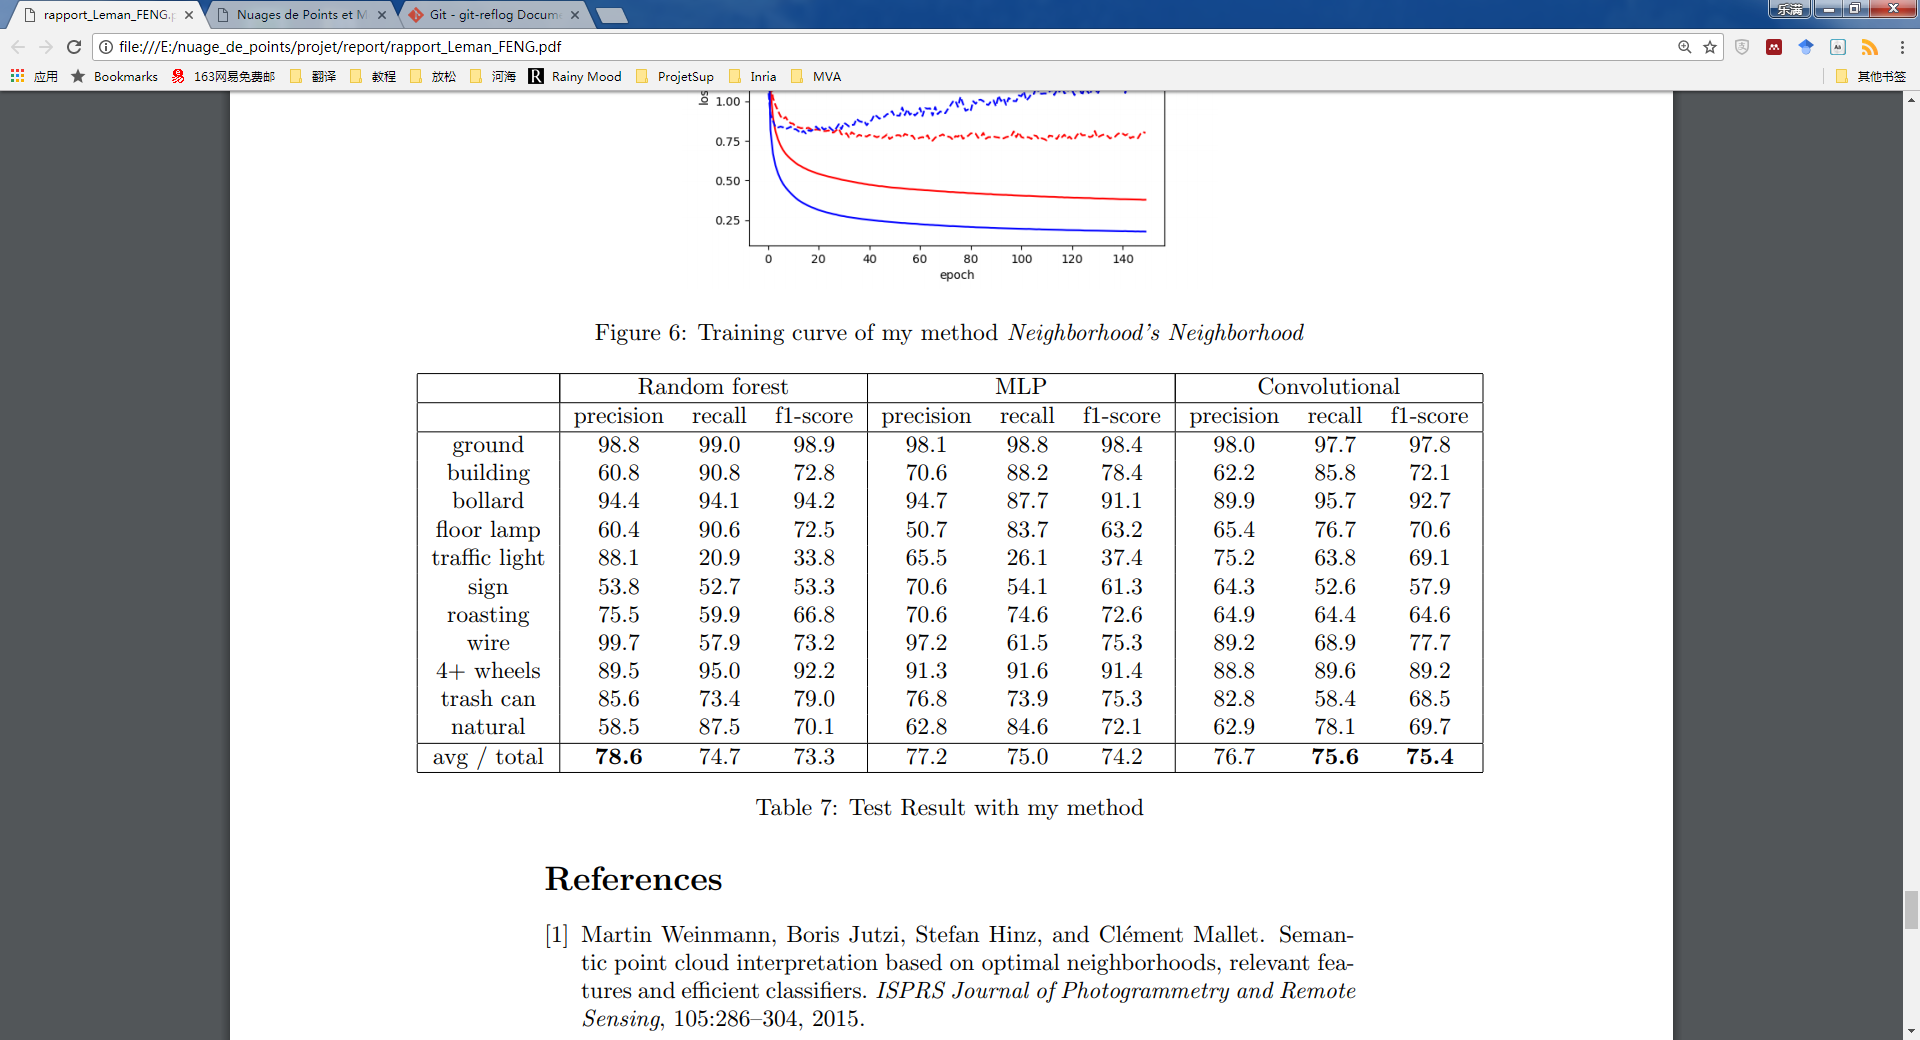 rapport_Leman_FENG.p
Nuages de Points et M
Git - git-reflog Docum
乐满
file:///E:/nuage_de_points/projet/report/rapport_Leman_FENG.pdf
应用 Bookmarks 163网易免费邮 翻译 教程 放松 河海 R Rainy Mood ProjetSup Inria MVA 其他书签
los
1.00
0.75
0.50
0.25
0 20 40 60 80 100 120 140
epoch
Figure 6: Training curve of my method Neighborhood's Neighborhood
Random forest MLP Convolutional
precision recall f1-score precision recall f1-score precision recall f1-score
ground 98.8 99.0 98.9 98.1 98.8 98.4 98.0 97.7 97.8
building 60.8 90.8 72.8 70.6 88.2 78.4 62.2 85.8 72.1
bollard 94.4 94.1 94.2 94.7 87.7 91.1 89.9 95.7 92.7
floor lamp 60.4 90.6 72.5 50.7 83.7 63.2 65.4 76.7 70.6
traffic light 88.1 20.9 33.8 65.5 26.1 37.4 75.2 63.8 69.1
sign 53.8 52.7 53.3 70.6 54.1 61.3 64.3 52.6 57.9
roasting 75.5 59.9 66.8 70.6 74.6 72.6 64.9 64.4 64.6
wire 99.7 57.9 73.2 97.2 61.5 75.3 89.2 68.9 77.7
4+ wheels 89.5 95.0 92.2 91.3 91.6 91.4 88.8 89.6 89.2
trash can 85.6 73.4 79.0 76.8 73.9 75.3 82.8 58.4 68.5
natural 58.5 87.5 70.1 62.8 84.6 72.1 62.9 78.1 69.7
avg / total 78.6 74.7 73.3 77.2 75.0 74.2 76.7 75.6 75.4
Table 7: Test Result with my method
References
[1] Martin Weinmann, Boris Jutzi, Stefan Hinz, and Clément Mallet. Seman-
tic point cloud interpretation based on optimal neighborhoods, relevant fea-
tures and efficient classifiers. ISPRS Journal of Photogrammetry and Remote
Sensing, 105:286–304, 2015.